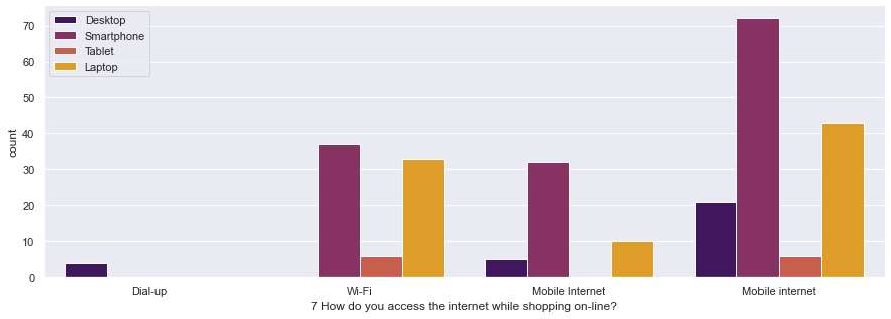 Desktop
Smartphone
Tablet
Laptop
70
60
50
40
30
20
10
0
count
Dial-up Wi-Fi Mobile Internet Mobile internet
7 How do you access the internet while shopping on-line?